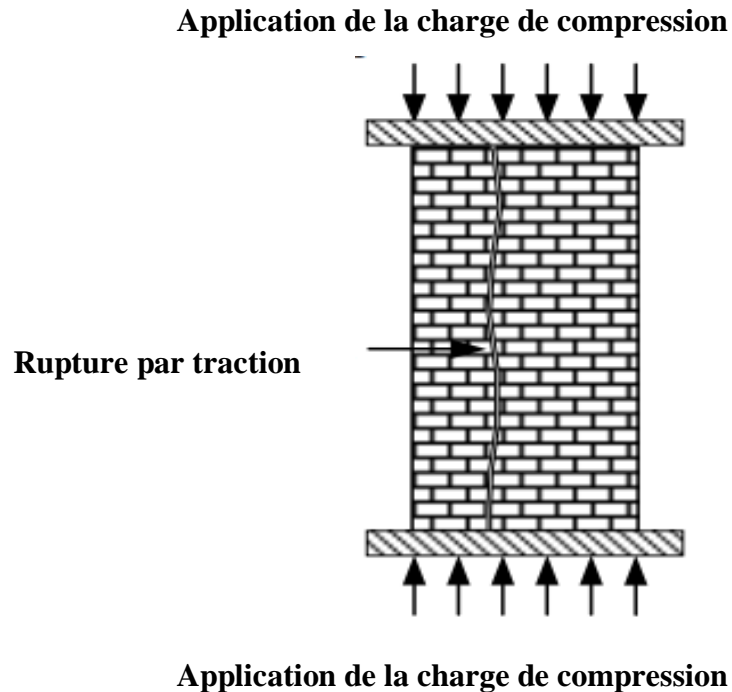 Application de la charge de compression
Rupture par traction
Application de la charge de compression